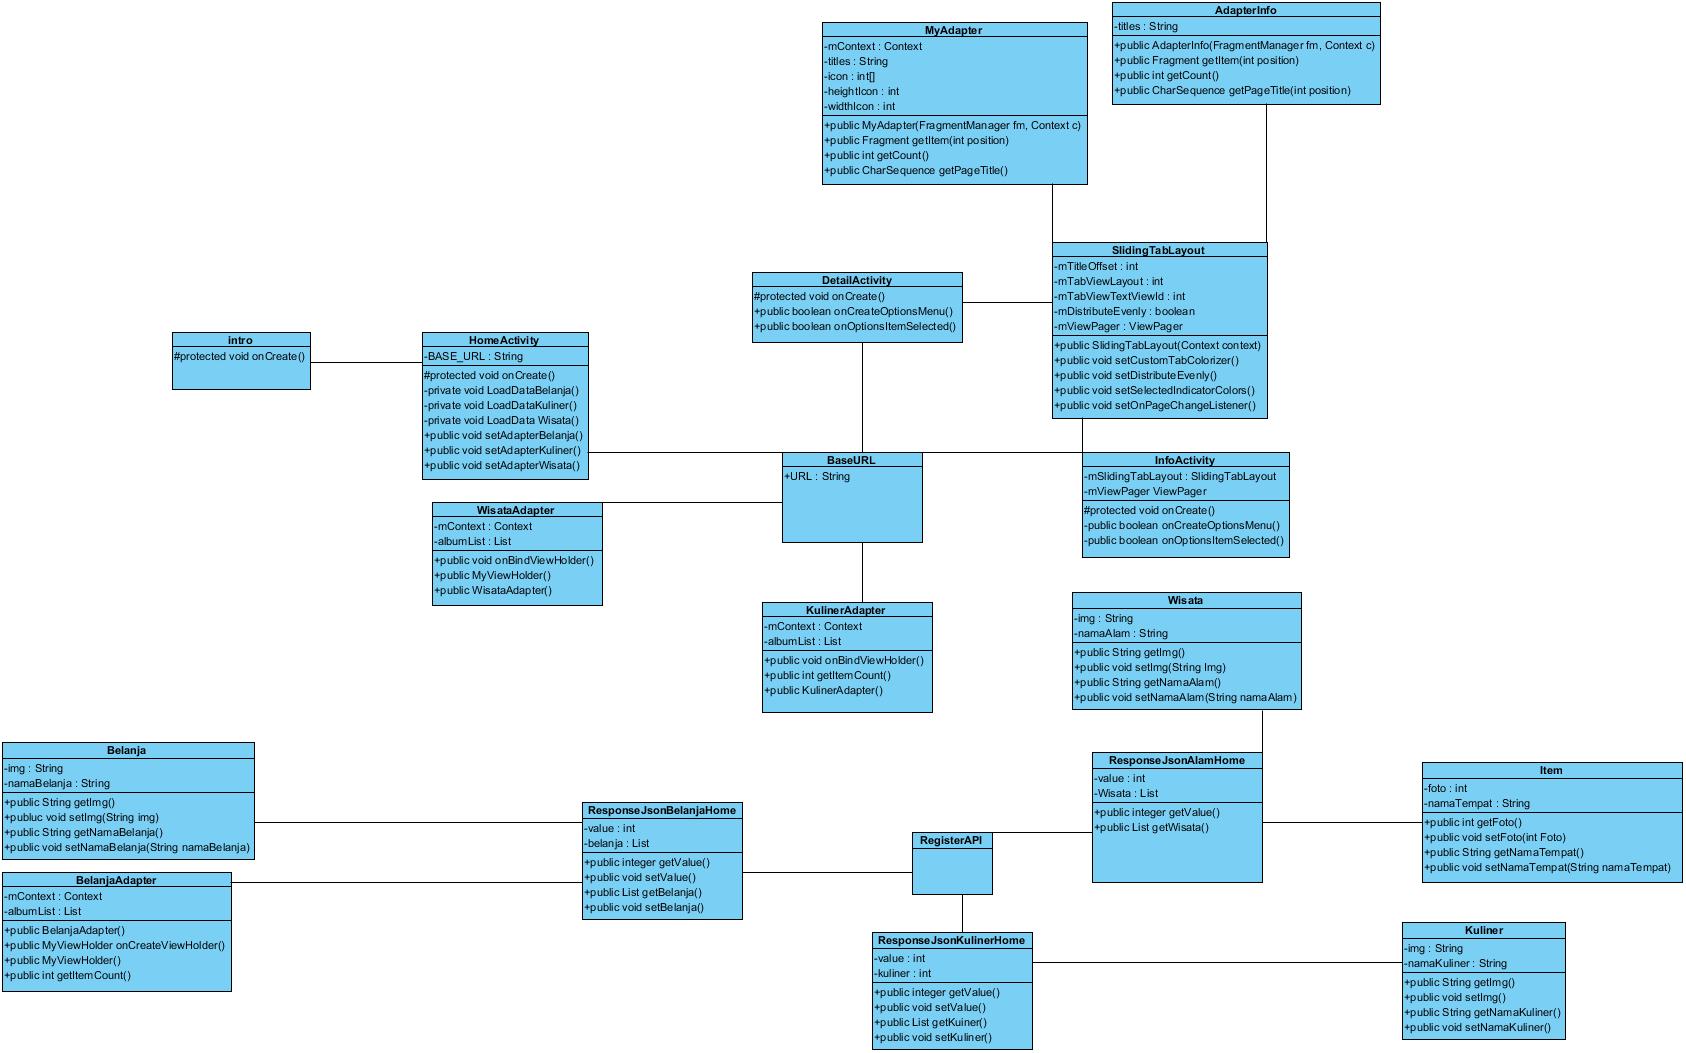 AdapterInfo
-titles : String
+public AdapterInfo(FragmentManager fm, Context c)
+public Fragment getItem(int position)
+public int getCount()
+public CharSequence getPageTitle(int position)
MyAdapter
-mContext : Context
-titles : String
-icon : int[]
-heightIcon : int
-widthIcon : int
+public MyAdapter(FragmentManager fm, Context c)
+public Fragment getItem(int position)
+public int getCount()
+public CharSequence getPageTitle()
SlidingTabLayout
-mTitleOffset : int
-mTabViewLayout : int
-mTabViewTextViewId : int
-mDistributeEvenly : boolean
-mViewPager : ViewPager
+public SlidingTabLayout(Context context)
+public void setCustomTabColorizer()
+public void setDistributeEvenly()
+public void setSelectedIndicatorColors()
+public void setOnPageChangeListener()
DetailActivity
#protected void onCreate()
+public boolean onCreateOptionsMenu()
+public boolean onOptionsItemSelected()
intro
#protected void onCreate()
HomeActivity
-BASE_URL : String
#protected void onCreate()
-private void LoadDataBelanja()
-private void LoadDataKuliner()
-private void LoadData Wisata()
+public void setAdapterBelanja()
+public void setAdapterKuliner()
+public void setAdapterWisata()
BaseURL
+URL : String
InfoActivity
-mSlidingTabLayout : SlidingTabLayout
-mViewPager ViewPager
#protected void onCreate()
-public boolean onCreateOptionsMenu()
-public boolean onOptionsItemSelected()
WisataAdapter
-mContext : Context
-albumList : List
+public void onBindViewHolder()
+public MyViewHolder()
+public WisataAdapter()
KulinerAdapter
-mContext : Context
-albumList : List
+public void onBindViewHolder()
+public int getItemCount()
+public KulinerAdapter()
Wisata
-img : String
-namaAlam : String
+public String getImg()
+public void setImg(String Img)
+public String getNamaAlam()
+public void setNamaAlam(String namaAlam)
Belanja
-img : String
-namaBelanja : String
+public String getImg()
+publuc void setImg(String img)
+public String getNamaBelanja()
+public void setNamaBelanja(String namaBelanja)
ResponseJsonAlamHome
-value : int
-Wisata : List
+public integer getValue()
+public List getWisata()
Item
-foto : int
-namaTempat : String
+public int getFoto()
+public void setFoto(int Foto)
+public String getNamaTempat()
+public void setNamaTempat(String namaTempat)
ResponseJsonBelanjaHome
-value : int
-belanja : List
+public integer getValue()
+public void setValue()
+public List getBelanja()
+public void setBelanja()
RegisterAPI
BelanjaAdapter
-mContext : Context
-albumList : List
+public BelanjaAdapter()
+public MyViewHolder onCreateViewHolder()
+public MyViewHolder()
+public int getItemCount()
ResponseJsonKulinerHome
-value : int
-kuliner : int
+public integer getValue()
+public void setValue()
+public List getKuiner()
+public void setKuliner()
Kuliner
-img : String
-namaKuliner : String
+public String getImg()
+public void setImg()
+public String getNamaKuliner()
+public void setNamaKuliner()